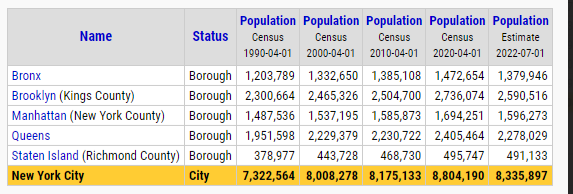 Name Status Population Population Population Population Population
Census Census Census Census Estimate
1990-04-01 2000-04-01 2010-04-01 2020-04-01 2022-07-01
Bronx Borough 1,203,789 1,332,650 1,385,108 1,472,654 1,379,946
Brooklyn (Kings County) Borough 2,300,664 2,465,326 2,504,700 2,736,074 2,590,516
Manhattan (New York County) Borough 1,487,536 1,537,195 1,585,873 1,694,251 1,596,273
Queens Borough 1,951,598 2,229,379 2,230,722 2,405,464 2,278,029
Staten Island (Richmond County) Borough 378,977 443,728 468,730 495,747 491,133
New York City City 7,322,564 8,008,278 8,175,133 8,804,190 8,335,897